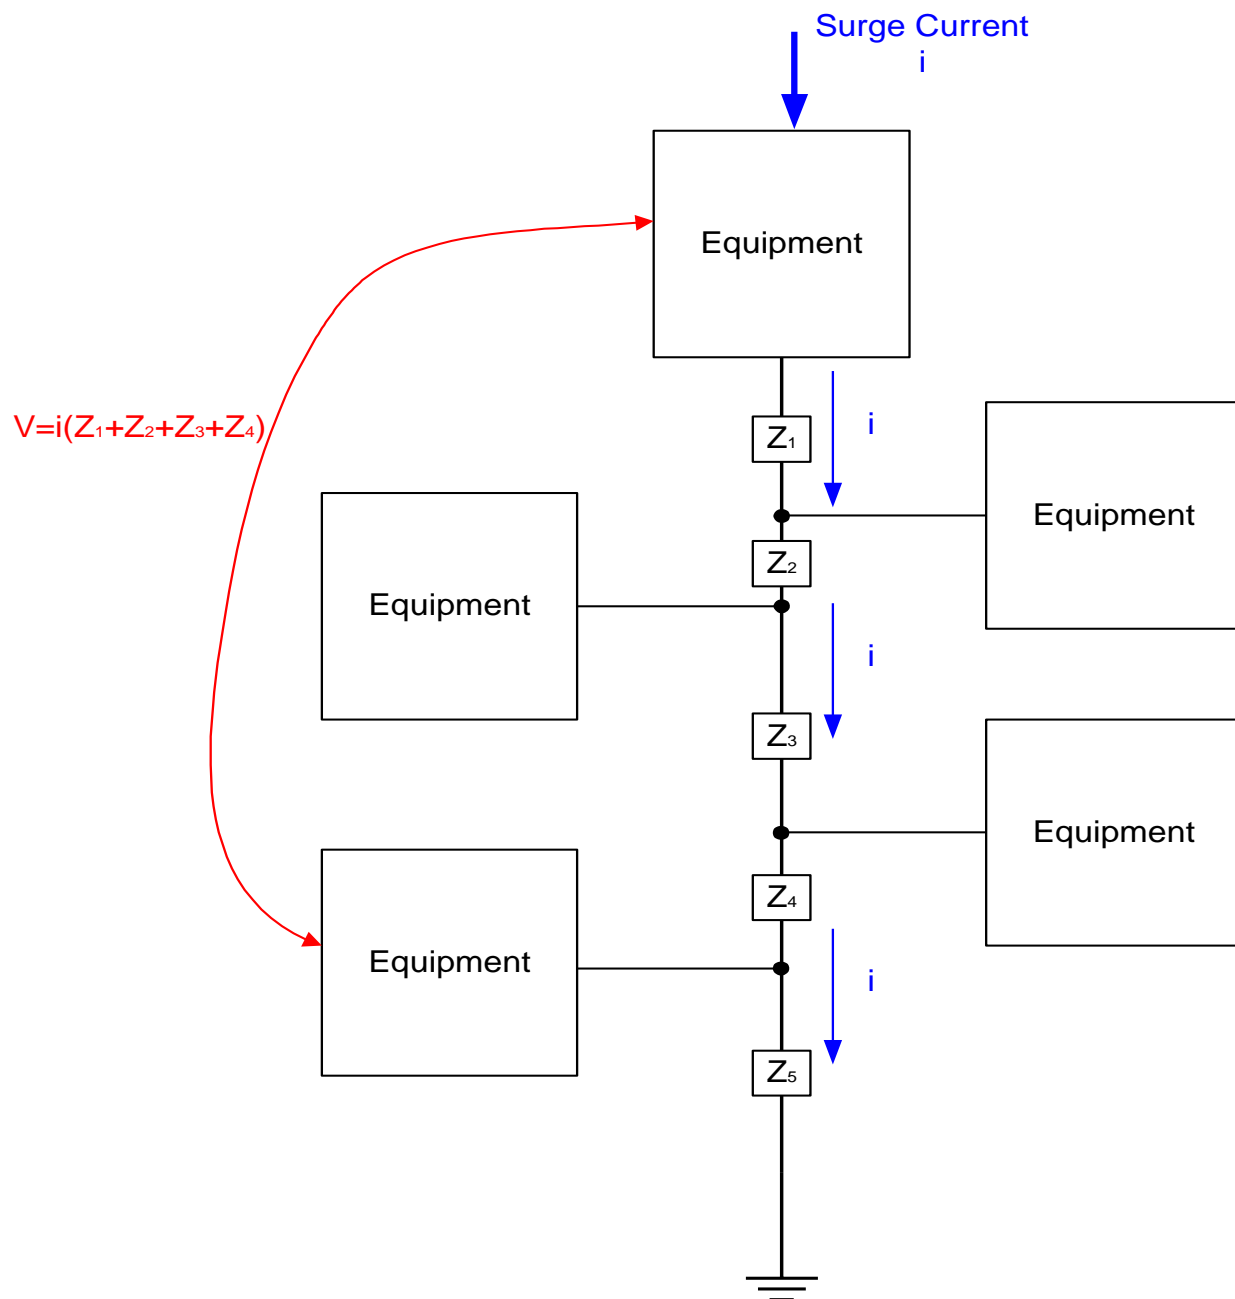 Surge Current
i
Equipment
i
V=i(Z₁+Z₂+Z₃+Z₄)
Z₁
Equipment
Z₂
Equipment
i
Z₃
Equipment
Z₄
Equipment
i
Z₅